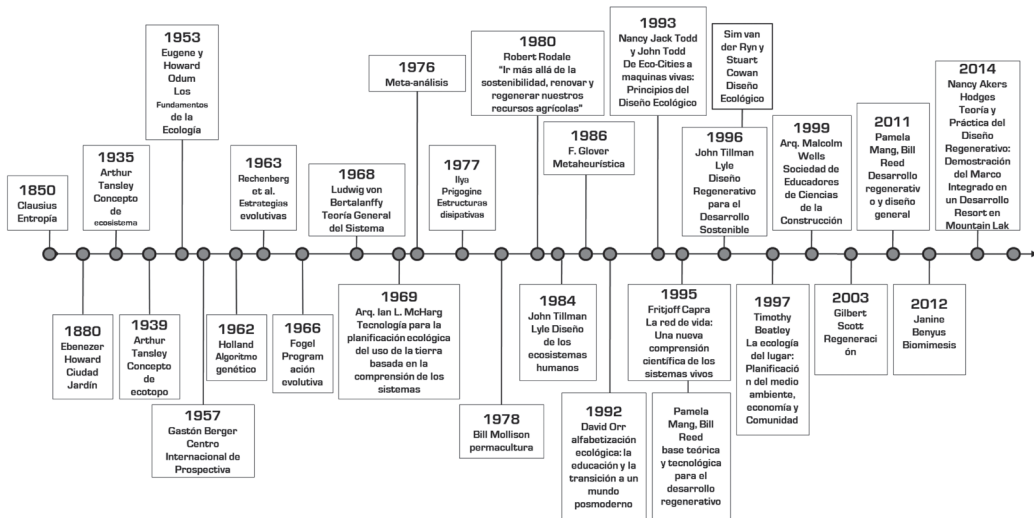 1850
Clausius
Entropía
1880
Ebenezer
Howard
Ciudad
Jardín
1935
Arthur
Tansley
Concepto
de
ecosistema
1939
Arthur
Tansley
Concepto
de
ecotopo
1953
Eugene y
Howard
Odum
Los
Fundamentos
de la
Ecología
1957
Gastón Berger
Centro
Internacional de
Prospectiva
1962
Holland
Algoritmo
genético
1963
Rechenberg
et al.
Estrategias
evolutivas
1966
Fogel
Program
ación
evolutiva
1968
Ludwig von
Bertalanffy
Teoría General
del Sistema
1969
Arq. Ian L. McHarg
Tecnología para la
planificación ecológica
del uso de la tierra
basada en la
comprensión de los
sistemas
1976
Meta-análisis
1977
Ilya
Prigogine
Estructuras
disipativas
1978
Bill Mollison
permacultura
1980
Robert Rodale
"Ir más allá de la
sostenibilidad, renovar y
regenerar nuestros
recursos agrícolas"
1984
John Tillman
Lyle Diseño
de los
ecosistemas
humanos
1986
F. Glover
Metaheurística
1992
David Orr
alfabetización
ecológica: la
educación y la
transición a un
mundo
posmoderno
1993
Nancy Jack Todd
y John Todd
De Eco-Cities a
maquinas vivas:
Principios del
Diseño Ecológico
1995
Fritjoff Capra
La red de vida:
Una nueva
comprensión
científica de los
sistemas vivos
Pamela
Mang, Bill
Reed
base teórica
y tecnológica
para el
desarrollo
regenerativo
Sim van
der Ryn y
Stuart
Cowan
Diseño
Ecológico
1996
John Tillman
Lyle
Diseño
Regenerativo
para el
Desarrollo
Sostenible
1997
Timothy
Beatley
La ecología
del lugar:
Planificació
n del medio
ambiente,
economía y
Comunidad
1999
Arq. Malcolm
Wells
Sociedad de
Educadores
de Ciencias
de la
Construcción
2003
Gilbert
Scott
Regeneraci
ón
2011
Pamela
Mang, Bill
Reed
Desarrollo
regenerativ
o y diseño
general
2012
Janine
Benyus
Biomimesis
2014
Nancy Akers
Hodges
Teoría y
Práctica del
Diseño
Regenerativo:
Demostración
del Marco
Integrado en
un Desarrollo
Resort en
Mountain Lak